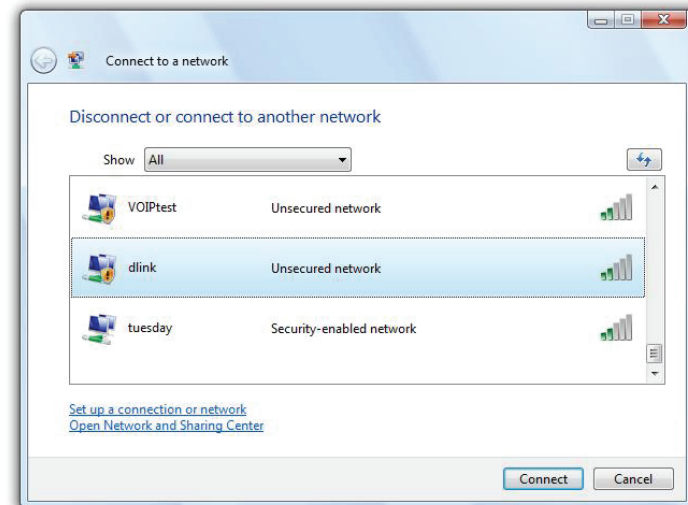 Connect to a network
Disconnect or connect to another network
Show All
VOIPtest Unsecured network
dlink Unsecured network
tuesday Security-enabled network
Set up a connection or network
Open Network and Sharing Center
Connect Cancel